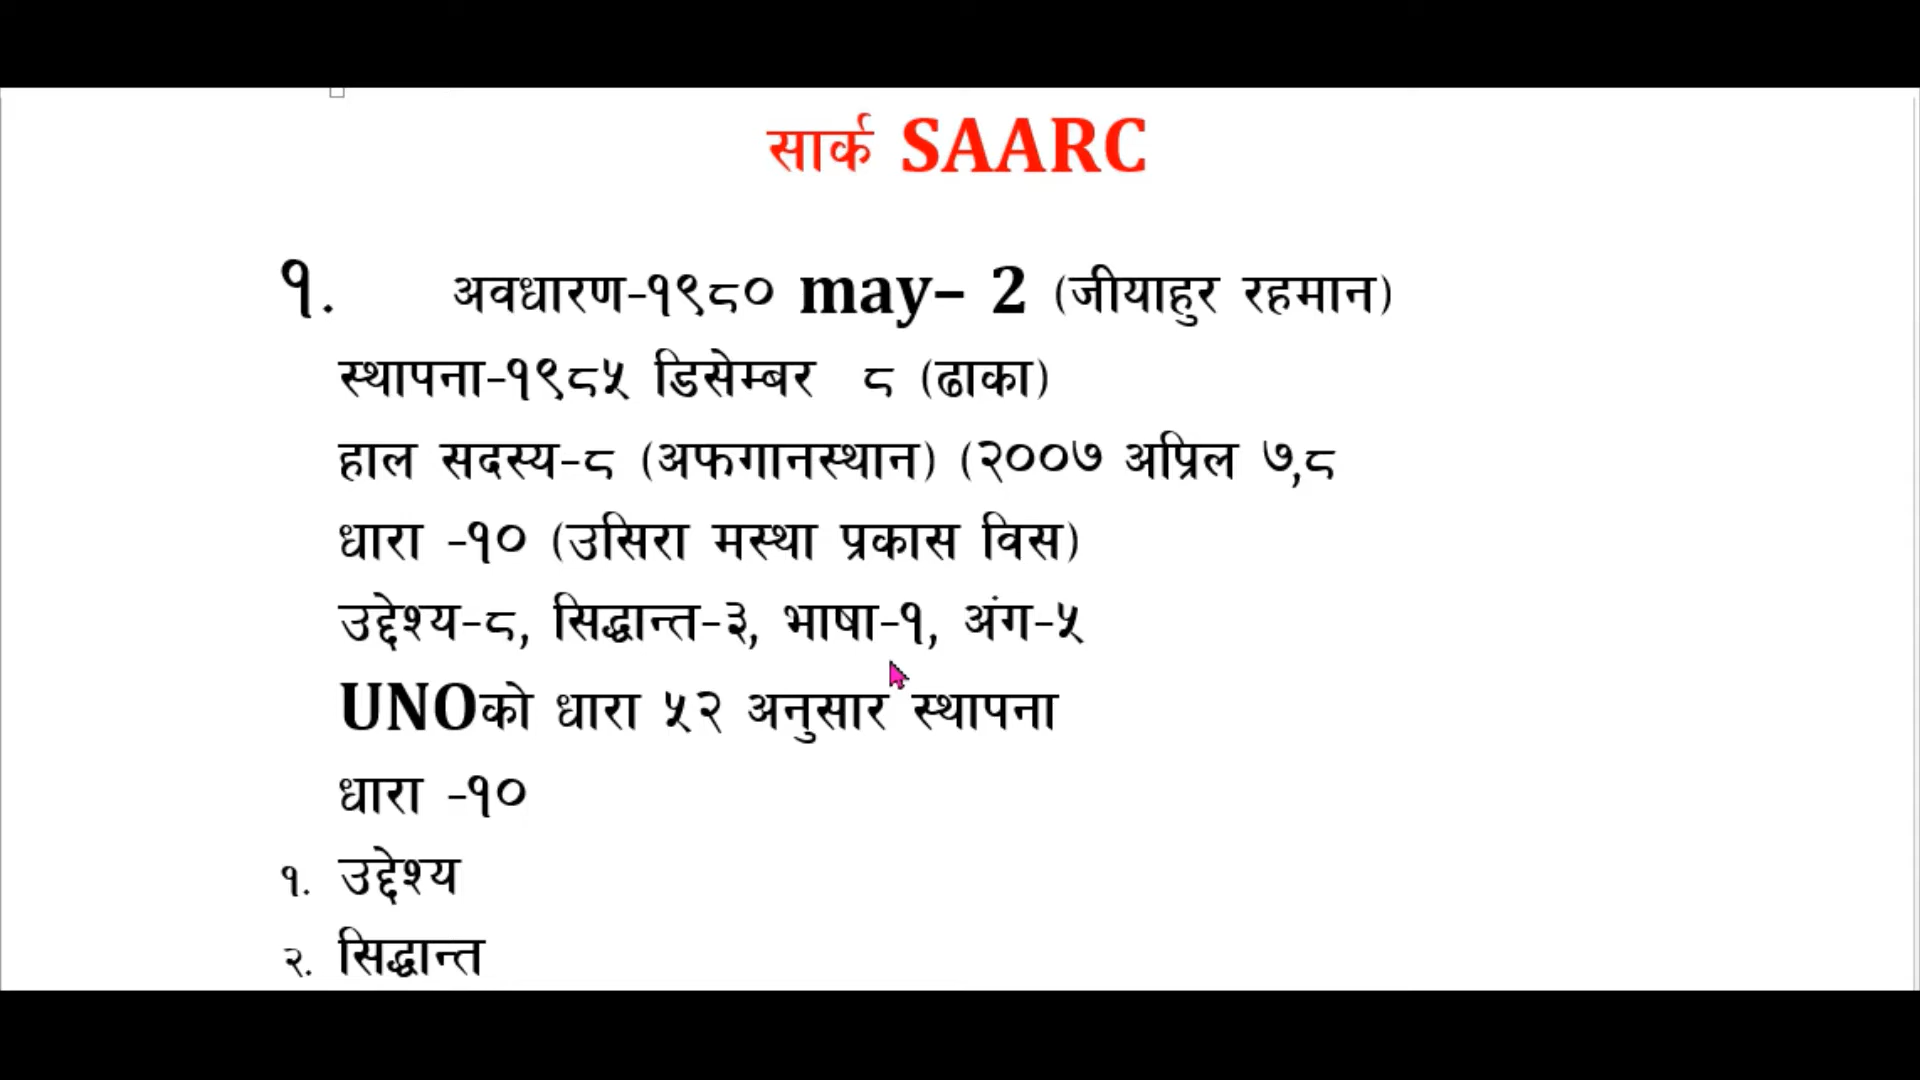 सार्क SAARC
१. अवधारण-१९८० may– 2 (जीयाहुर रहमान)
स्थापना-१९८५ डिसेम्बर ८ (ढाका)
हाल सदस्य-८ (अफगानस्थान) (२००७ अप्रिल ७,८
धारा -१० (उसिरा मस्था प्रकास विस)
उद्देश्य-८, सिद्धान्त-३, भाषा-१, अंग-५
UNOको धारा ५२ अनुसार स्थापना
धारा -१०
१. उद्देश्य
२. सिद्धान्त